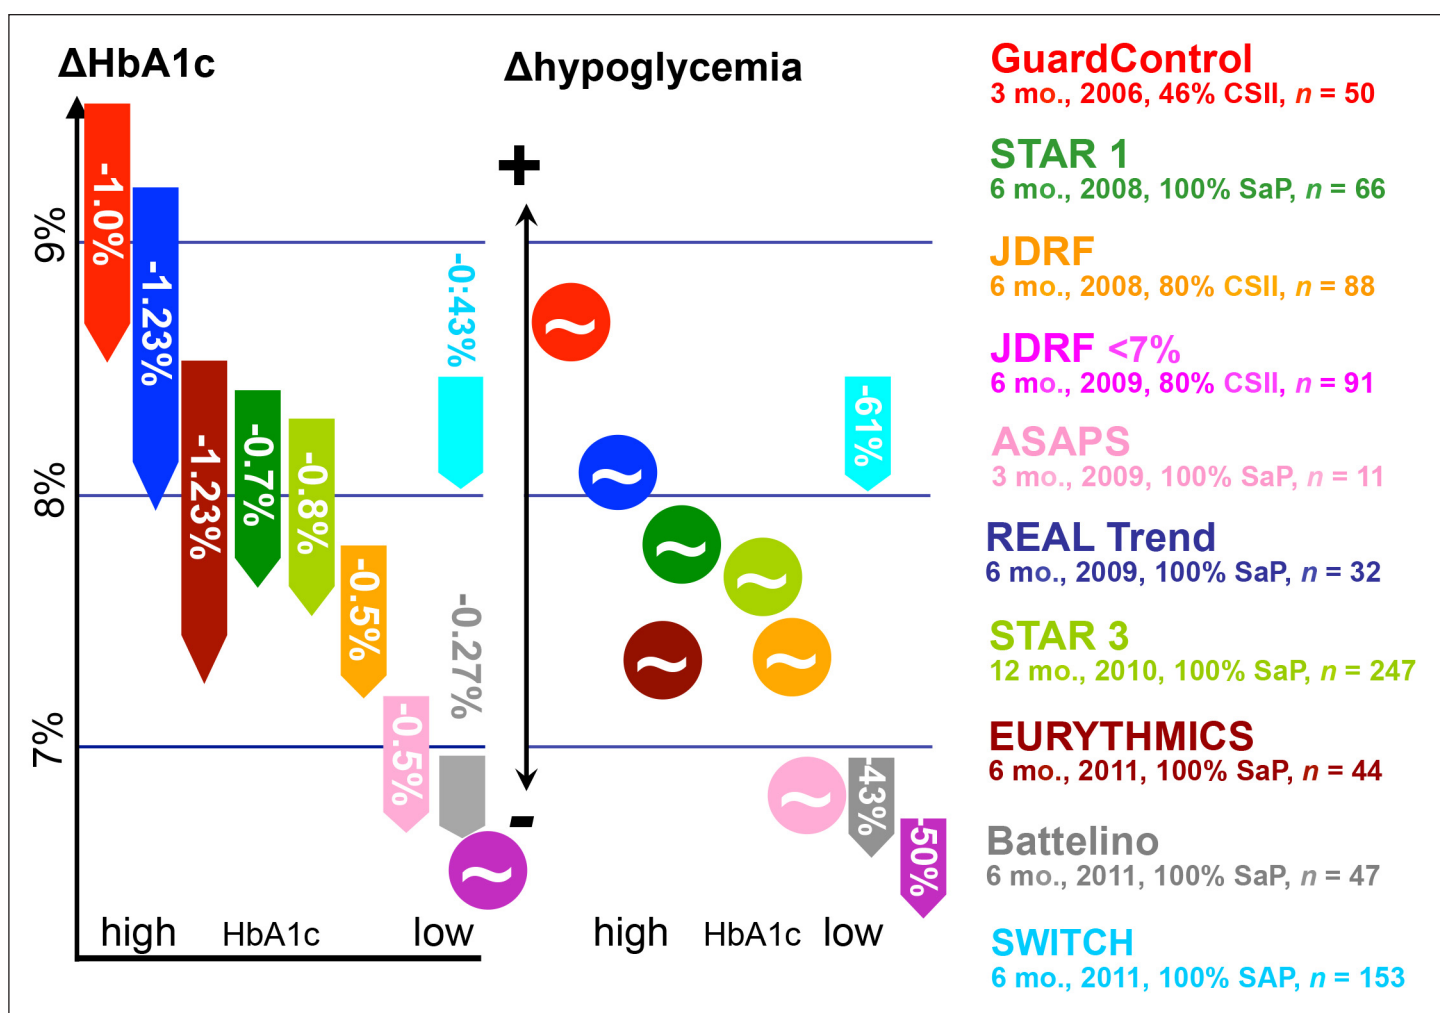 ΔHbA1c
9%
8%
7%
-1.0%
-1.23%
-1.23%
-0.7%
-0.8%
-0.5%
-0.5%
-0:43%
-0.27%
~
high HbA1c low
Δhypoglycemia
+
-
~
~
~
~
~
~
~
-61%
-43%
-50%
high HbA1c low
GuardControl
3 mo., 2006, 46% CSII, n = 50
STAR 1
6 mo., 2008, 100% SaP, n = 66
JDRF
6 mo., 2008, 80% CSII, n = 88
JDRF <7%
6 mo., 2009, 80% CSII, n = 91
ASAPS
3 mo., 2009, 100% SaP, n = 11
REAL Trend
6 mo., 2009, 100% SaP, n = 32
STAR 3
12 mo., 2010, 100% SaP, n = 247
EURYTHMICS
6 mo., 2011, 100% SaP, n = 44
Battelino
6 mo., 2011, 100% SaP, n = 47
SWITCH
6 mo., 2011, 100% SAP, n = 153